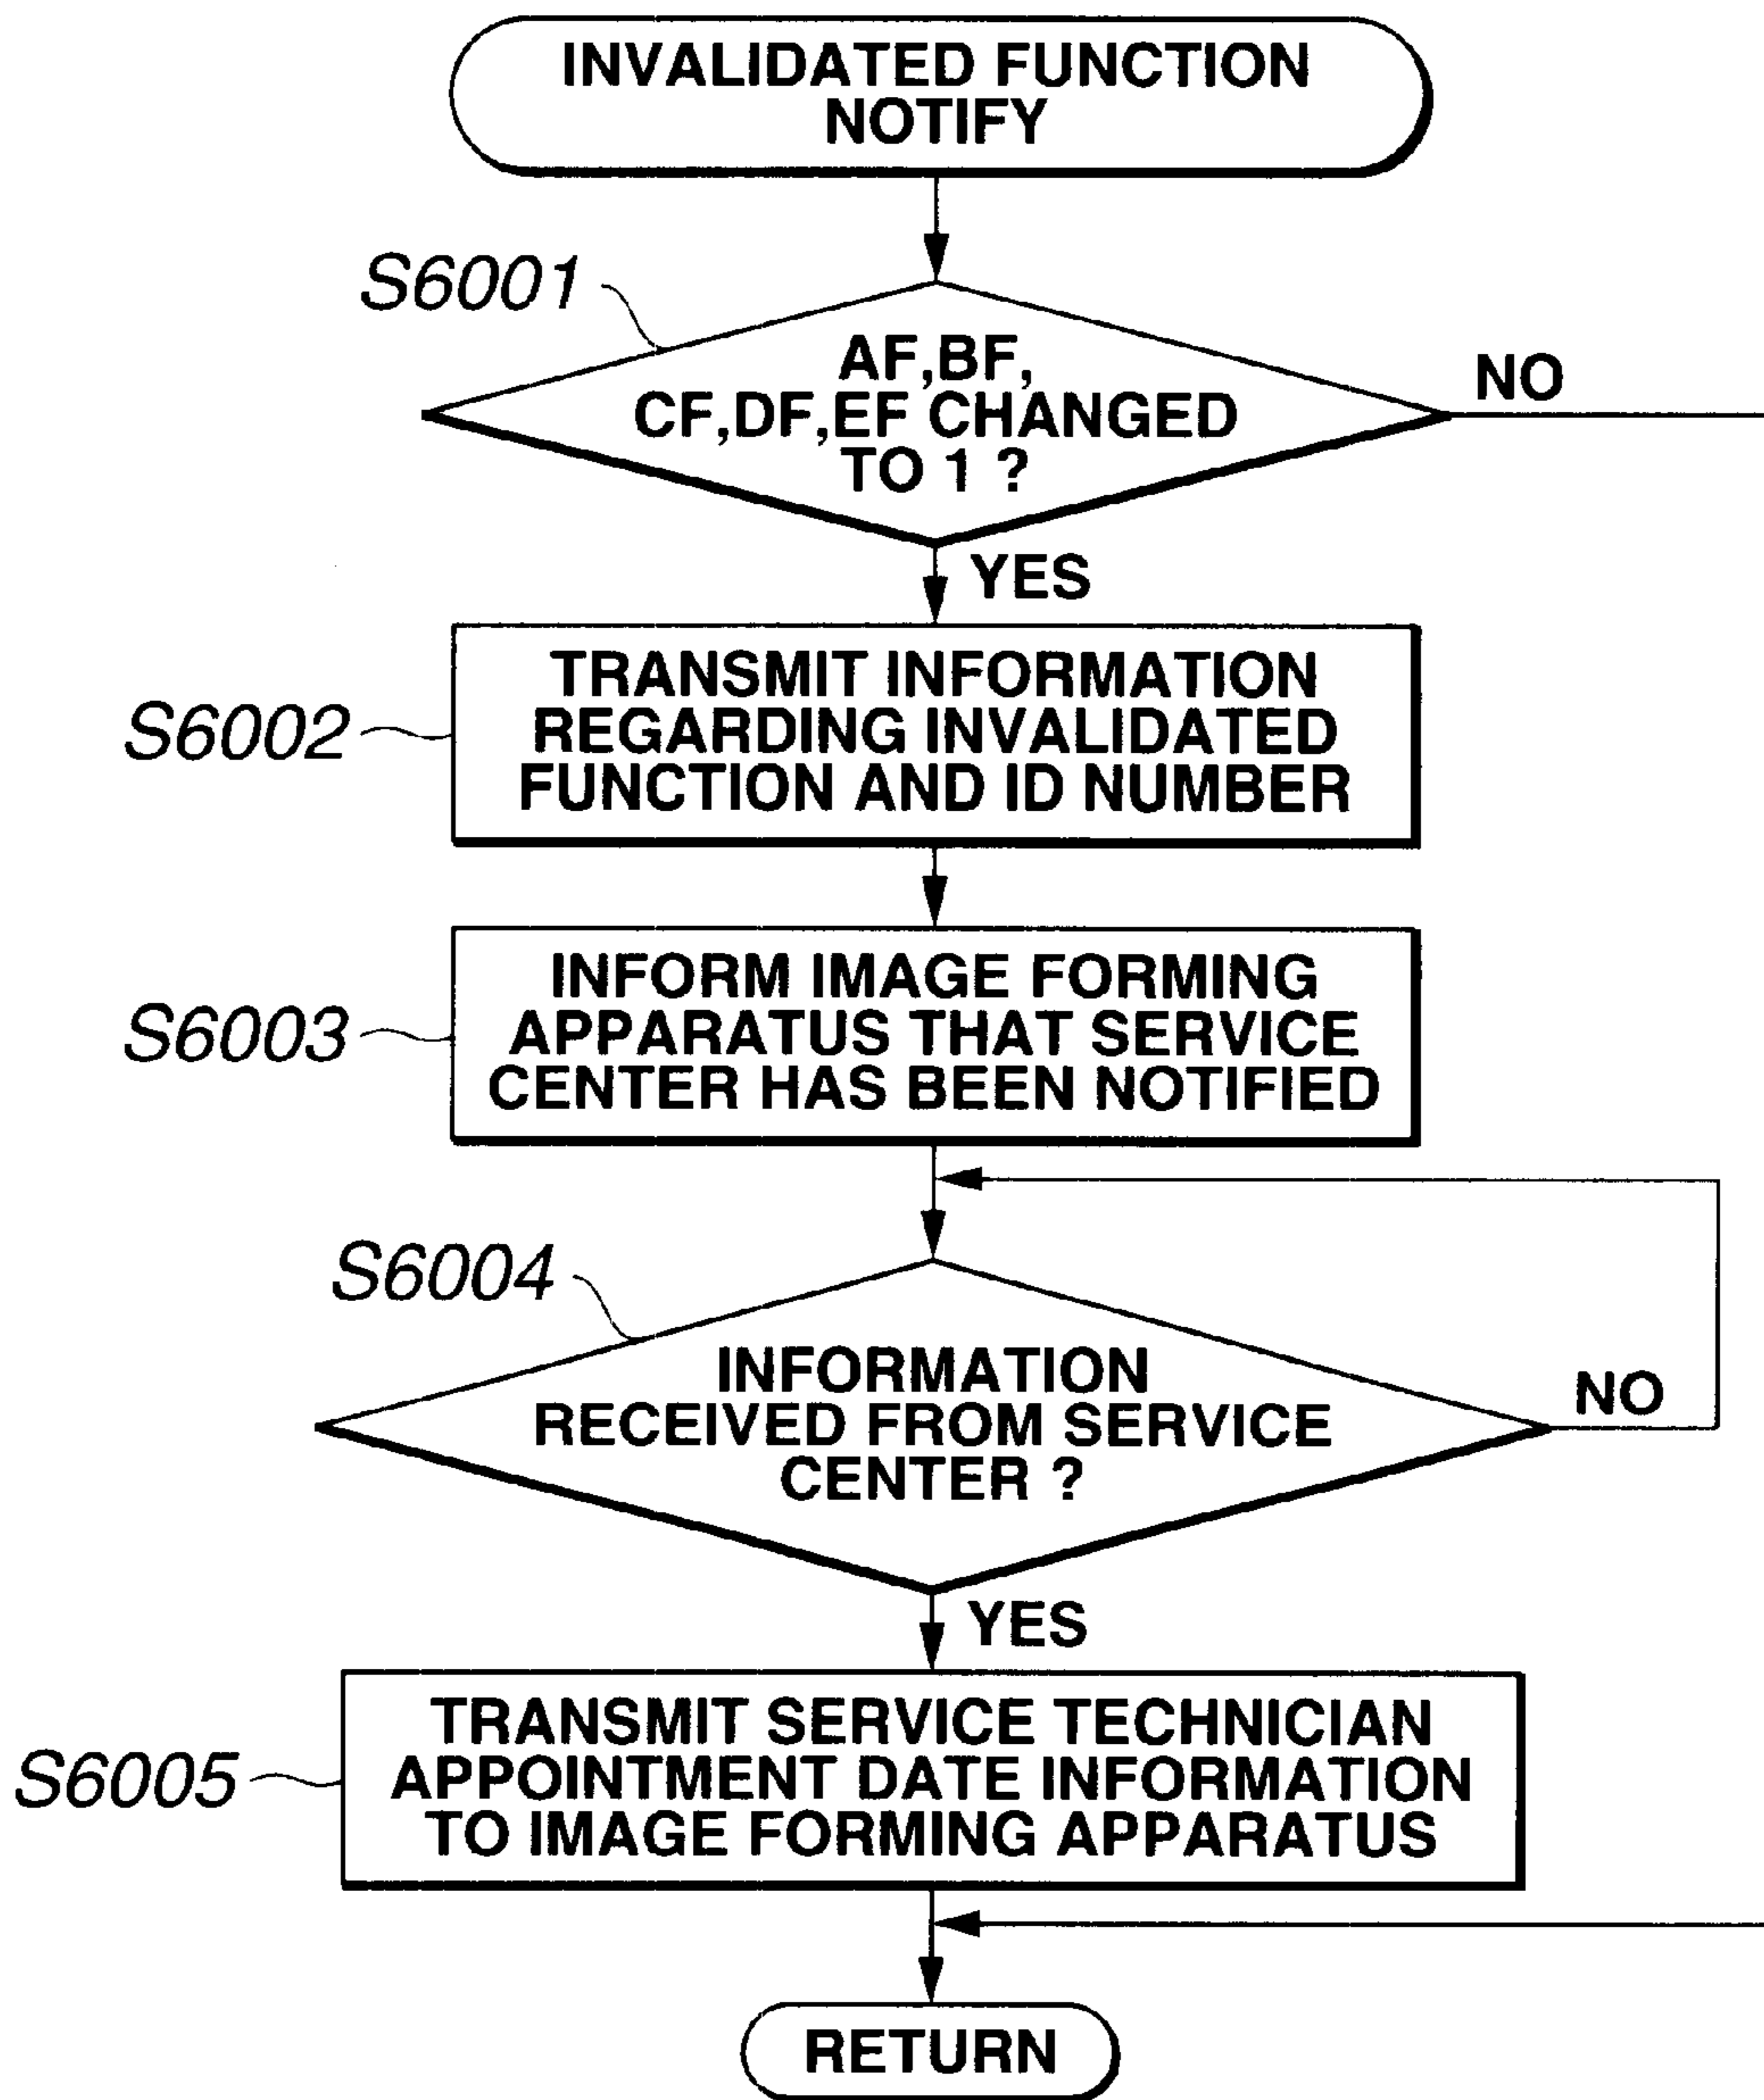 INVALIDATED FUNCTION
NOTIFY
S6001
AF,BF,
CF,DF,EF CHANGED
TO 1 ?
NO
YES
S6002
TRANSMIT INFORMATION
REGARDING INVALIDATED
FUNCTION AND ID NUMBER
S6003
INFORM IMAGE FORMING
APPARATUS THAT SERVICE
CENTER HAS BEEN NOTIFIED
S6004
INFORMATION
RECEIVED FROM SERVICE
CENTER ?
NO
YES
S6005
TRANSMIT SERVICE TECHNICIAN
APPOINTMENT DATE INFORMATION
TO IMAGE FORMING APPARATUS
RETURN